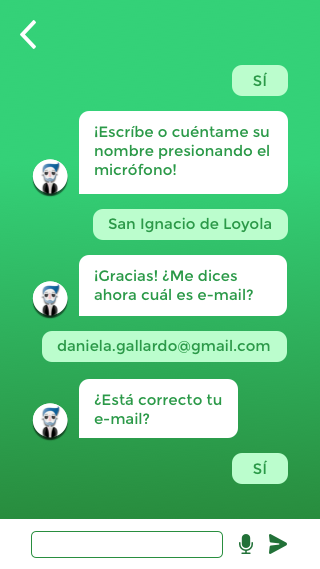 SÍ
¡Escríbe o cuéntame su
nombre presionando el
micrófono!
San Ignacio de Loyola
¡Gracias! ¿Me dices
ahora cuál es e-mail?
daniela.gallardo@gmail.com
¿Está correcto tu
e-mail?
SÍ